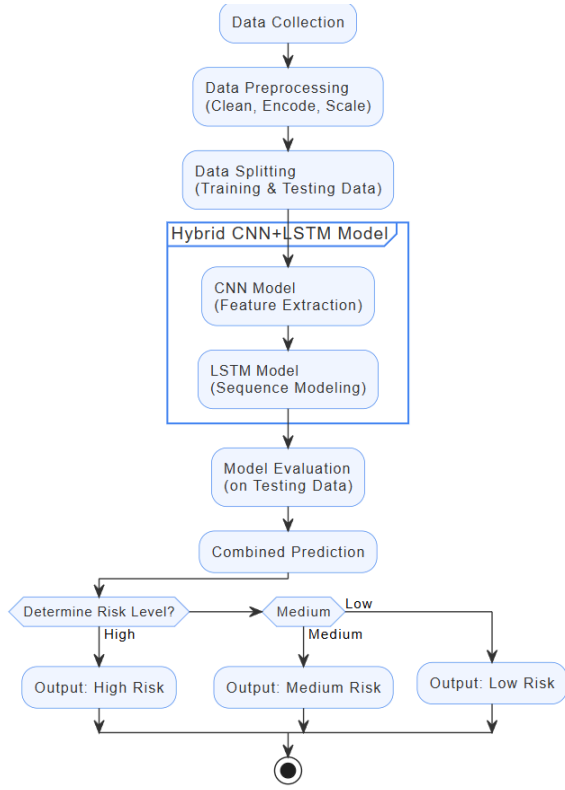 Data Collection
Data Preprocessing
(Clean, Encode, Scale)
Data Splitting
(Training & Testing Data)
Hybrid CNN+LSTM Model
CNN Model
(Feature Extraction)
LSTM Model
(Sequence Modeling)
Model Evaluation
(on Testing Data)
Combined Prediction
Determine Risk Level?
Medium
Low
High
Medium
Output: High Risk
Output: Medium Risk
Output: Low Risk